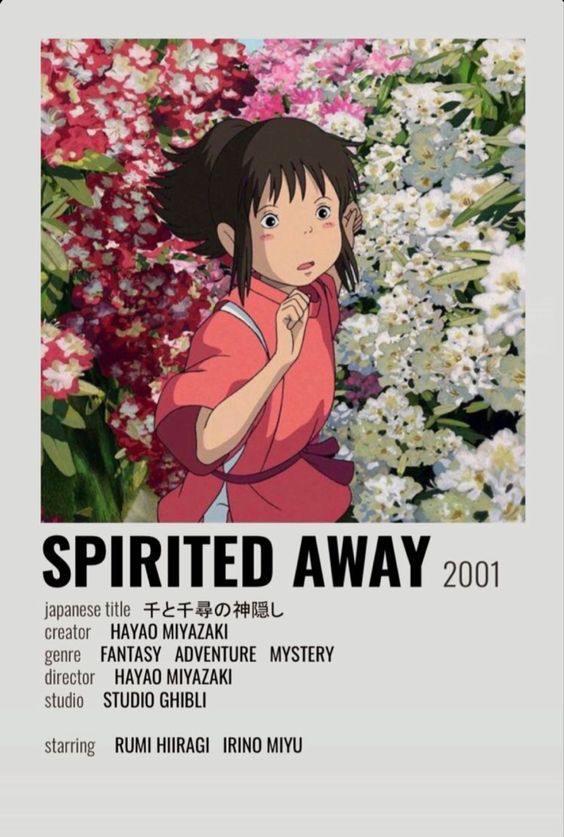 SPIRITED AWAY 2001
japanese title 千と千尋の神隠し
creator HAYAO MIYAZAKI
genre FANTASY ADVENTURE MYSTERY
director HAYAO MIYAZAKI
studio STUDIO GHIBLI
starring RUMI HIIRAGI IRINO MIYU